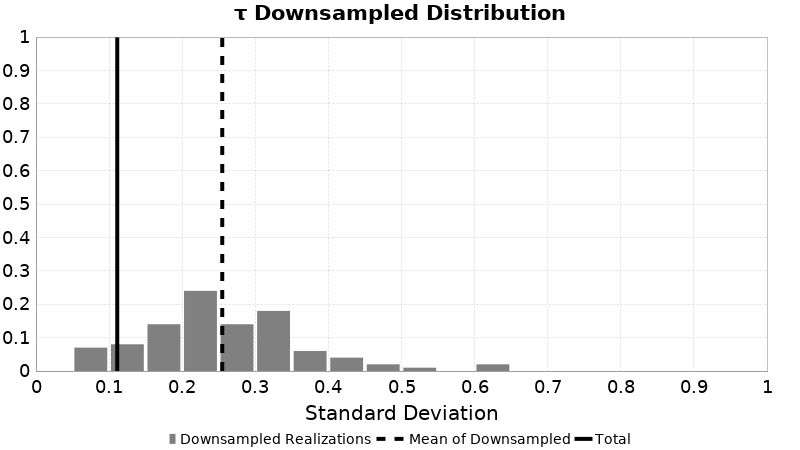 τ Downsampled Distribution
1
0.9
0.8
0.7
0.6
0.5
0.4
0.3
0.2
0.1
0
0 0.1 0.2 0.3 0.4 0.5 0.6 0.7 0.8 0.9 1
Standard Deviation
Downsampled Realizations Mean of Downsampled Total